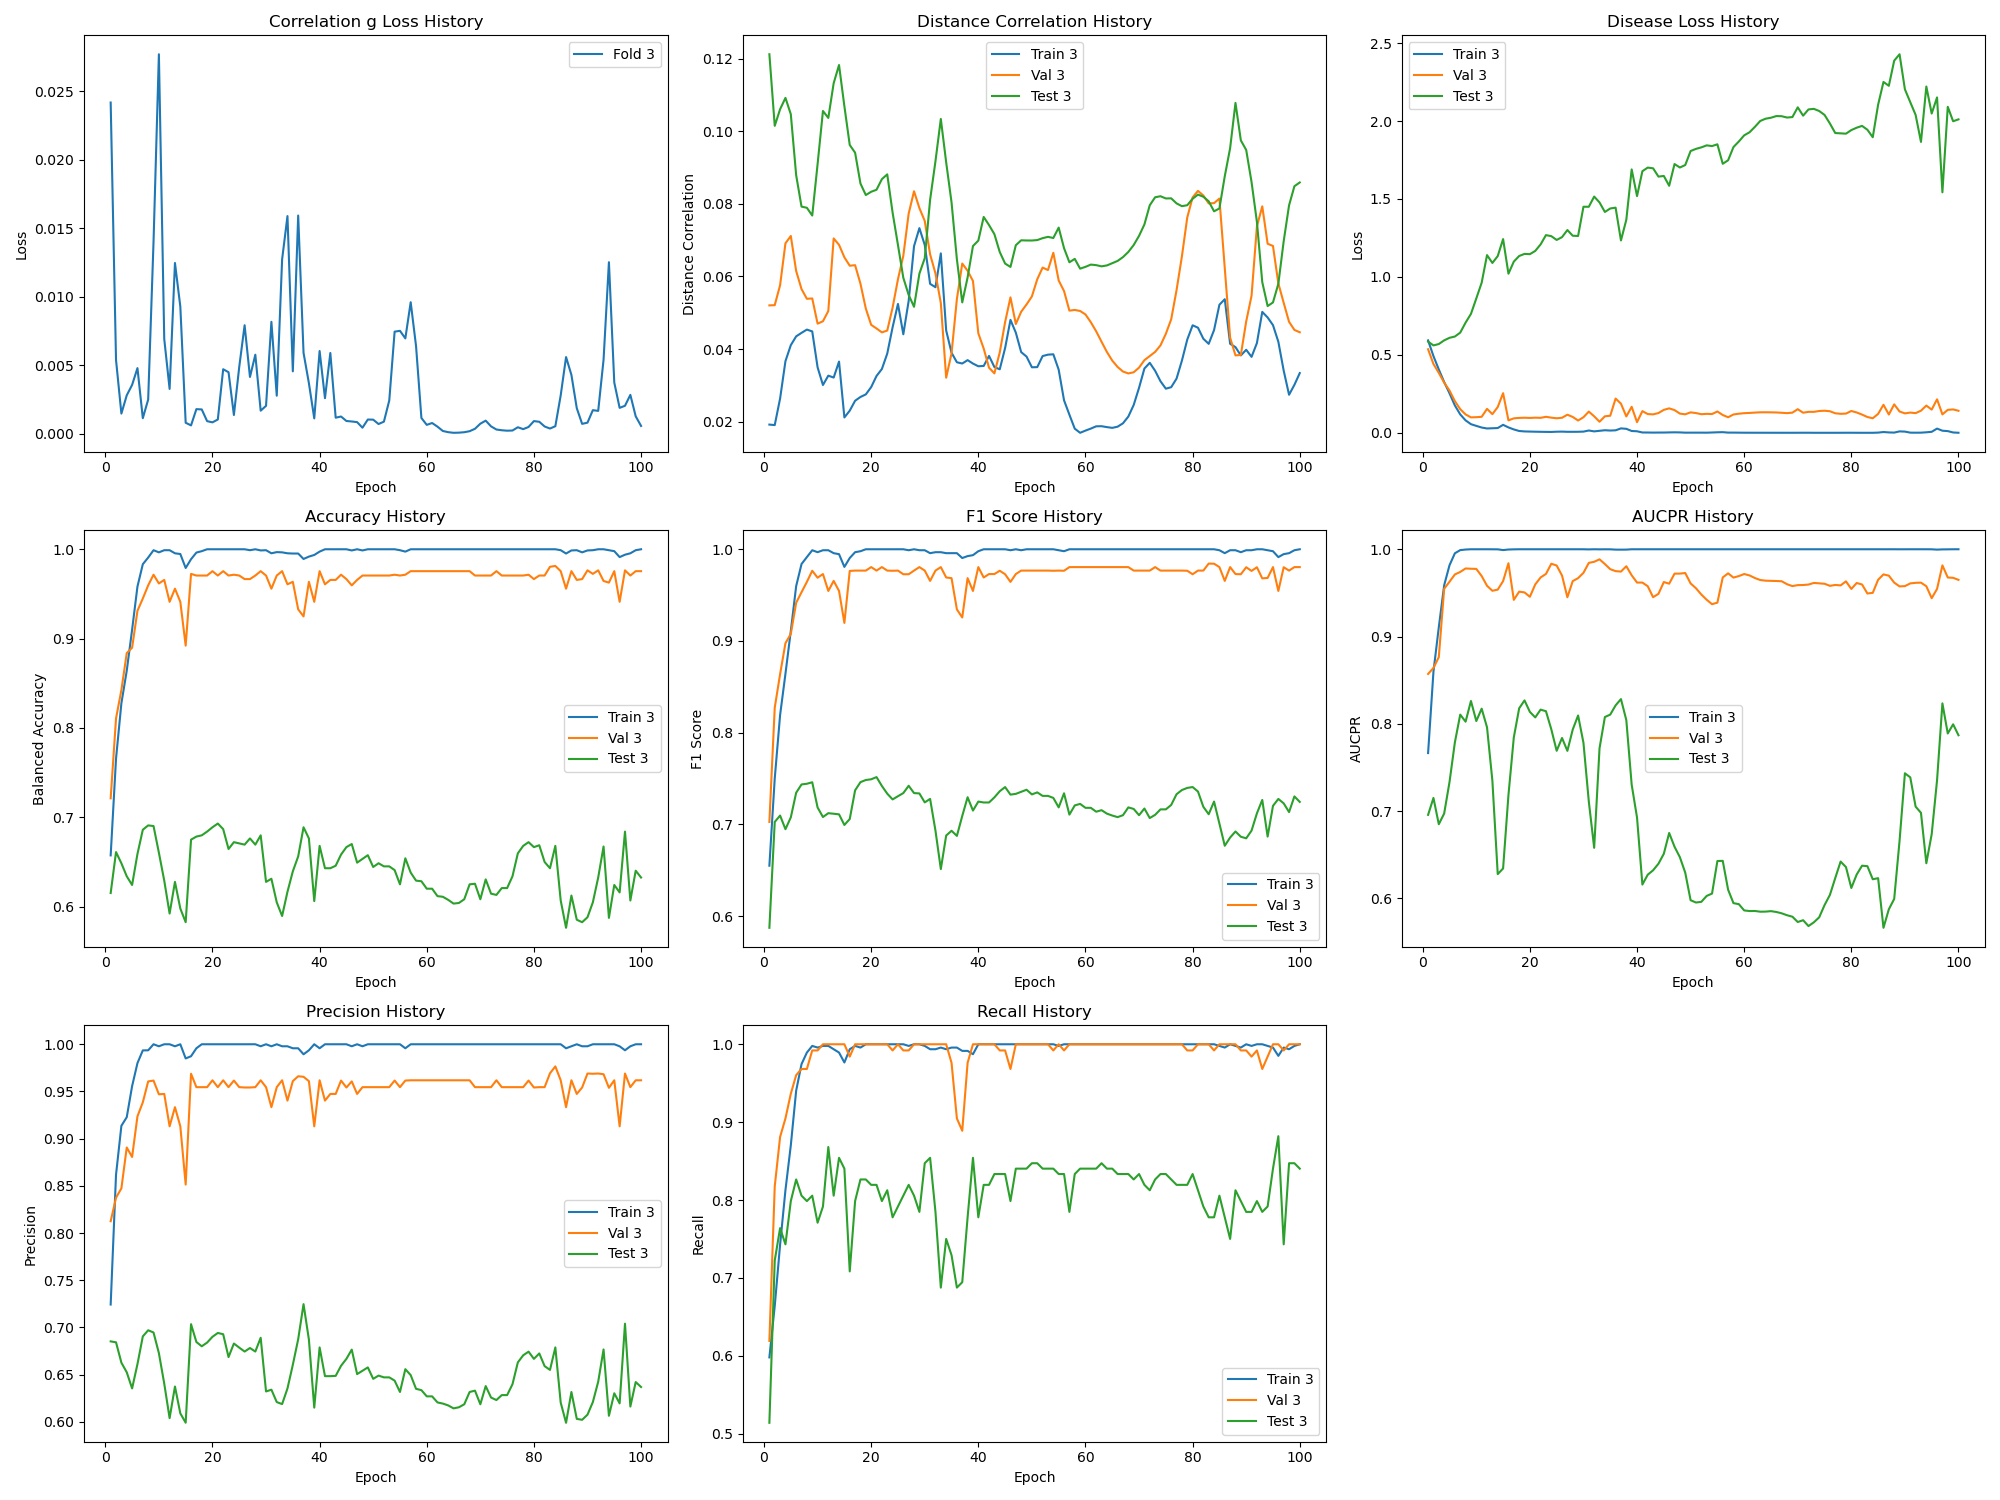 Correlation g Loss History
Fold 3
0.025
0.020
0.015
0.010
0.005
0.000
Loss
0 20 40 60 80 100
Epoch
Distance Correlation History
Train 3
Val 3
Test 3
0.12
0.10
0.08
0.06
0.04
0.02
Distance Correlation
0 20 40 60 80 100
Epoch
Disease Loss History
Train 3
Val 3
Test 3
2.5
2.0
1.5
1.0
0.5
0.0
Loss
0 20 40 60 80 100
Epoch
Accuracy History
1.0
0.9
0.8
0.7
0.6
Balanced Accuracy
Train 3
Val 3
Test 3
0 20 40 60 80 100
Epoch
F1 Score History
1.0
0.9
0.8
0.7
0.6
F1 Score
Train 3
Val 3
Test 3
0 20 40 60 80 100
Epoch
AUCPR History
1.0
0.9
0.8
0.7
0.6
AUCPR
Train 3
Val 3
Test 3
0 20 40 60 80 100
Epoch
Precision History
1.00
0.95
0.90
0.85
0.80
0.75
0.70
0.65
0.60
Precision
Train 3
Val 3
Test 3
0 20 40 60 80 100
Epoch
Recall History
1.0
0.9
0.8
0.7
0.6
0.5
Recall
Train 3
Val 3
Test 3
0 20 40 60 80 100
Epoch